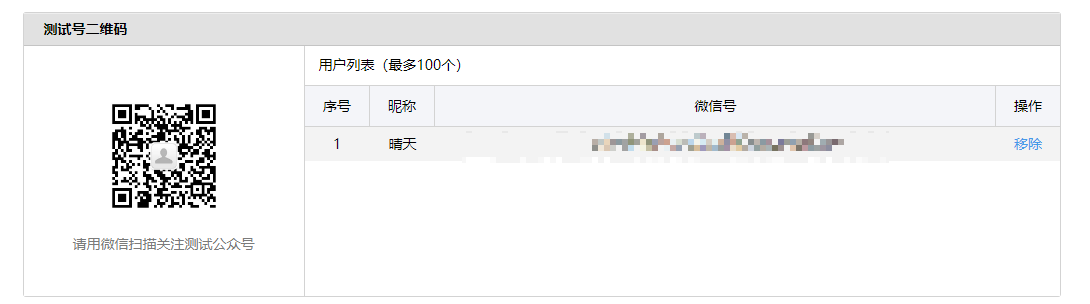 测试号二维码
用户列表（最多100个）
序号 昵称 微信号 操作
1 晴天 移除
请用微信扫描关注测试公众号